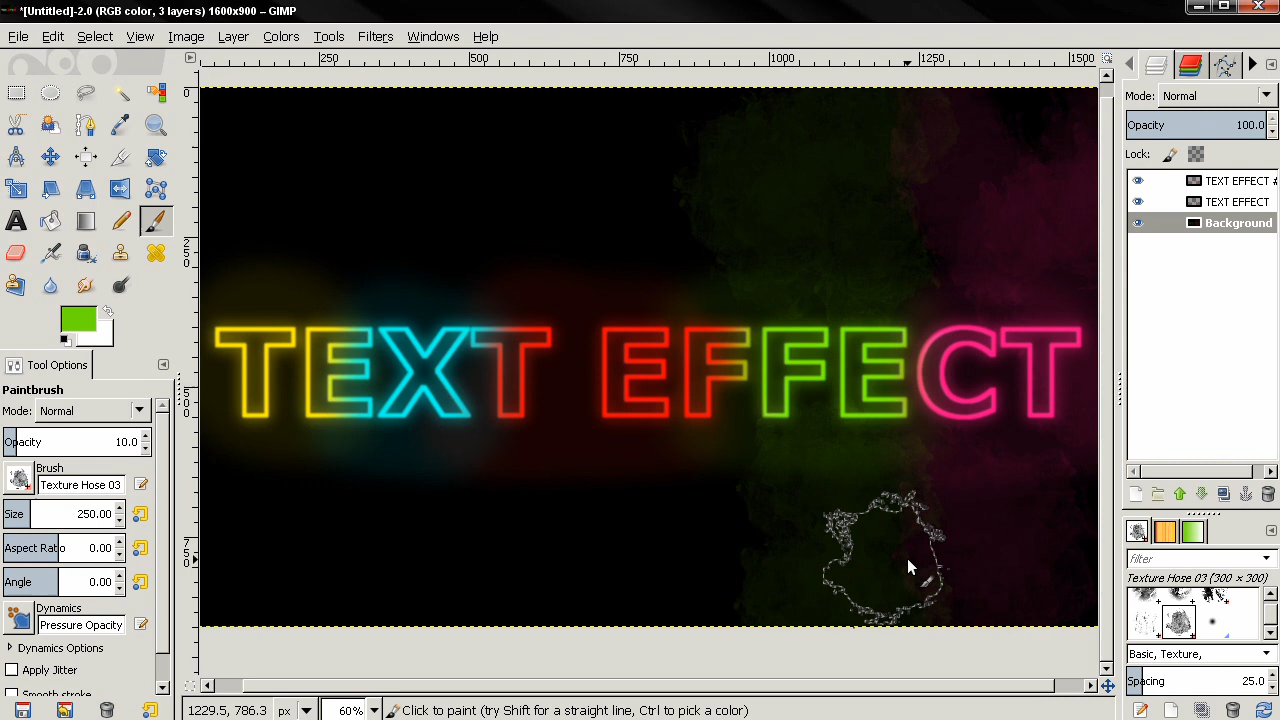 *[Untitled]-2.0 (RGB color, 3 layers) 1600x900 – GIMP
File Edit Select View Image Layer Colors Tools Filters Windows Help
250 500 750 1000 1250 1500
Mode: Normal
Opacity 100.0
Lock:
0
TEXT EFFECT #
TEXT EFFECT
Background
250
TEXT EFFECT
Tool Options
Paintbrush
Mode: Normal
500
Opacity 10.0
Brush
Texture Hose 03
Size 250.00
Aspect Ratio 0.00
750
Angle 0.00
filter
Texture Hose 03 (300 × 300)
Dynamics
Pressure Opacity
Dynamics Options
Basic, Texture,
Apply Jitter
Spacing 25.0
Smooth stroke
1229.5, 786.3 px 60% Click to paint (try Shift for a straight line, Ctrl to pick a color)